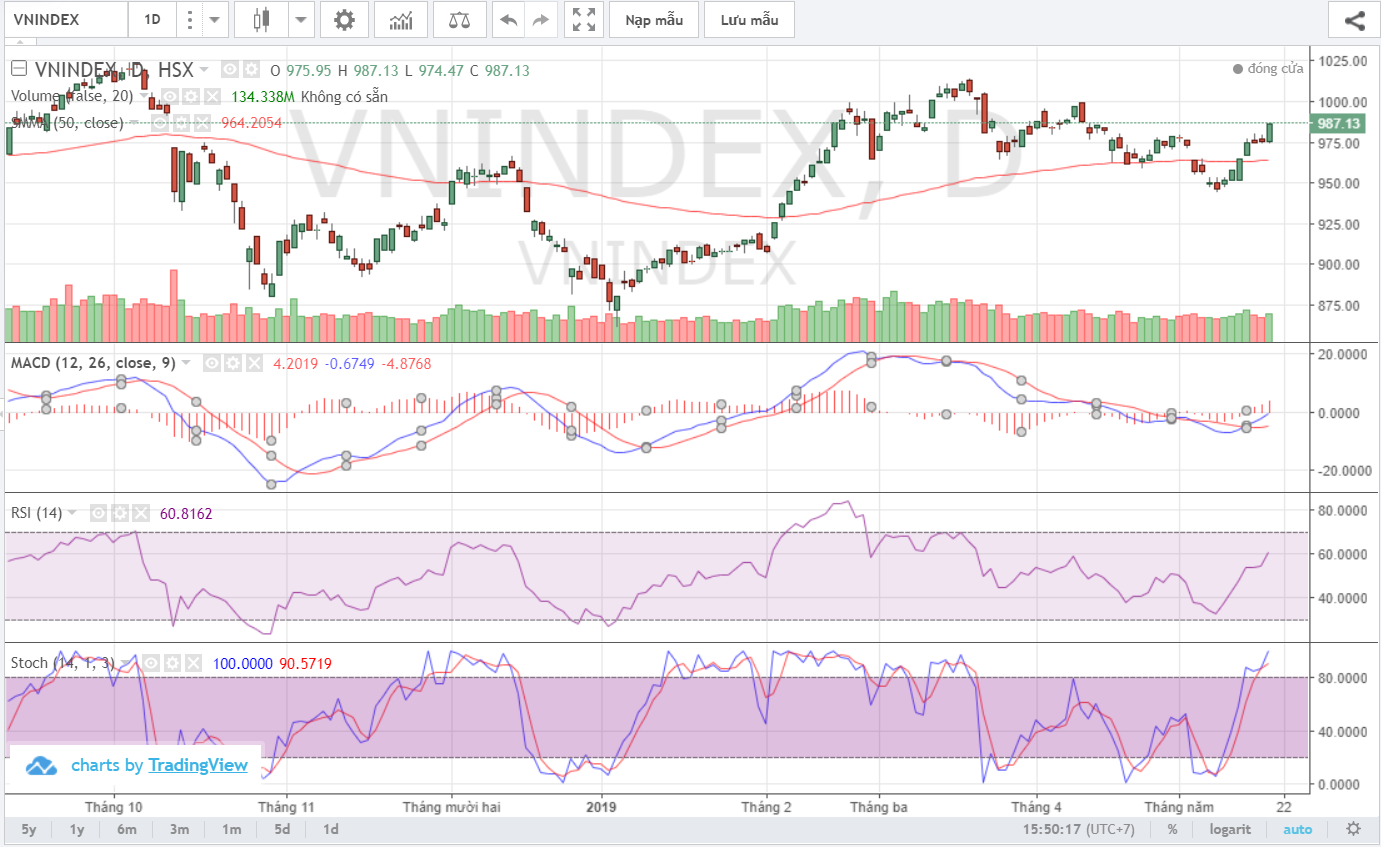 VNINDEX 1D Nạp mẫu Lưu mẫu
VNINDEX, D, HSX O 975.95 H 987.13 L 974.47 C 987.13
đóng cửa
Volume (false, 20) 134.338M Không có sẵn
SMMA (50, close) 964.2054
VNINDEX, D
VNINDEX
1025.00
1000.00
987.13
975.00
950.00
925.00
900.00
875.00
MACD (12, 26, close, 9) 4.2019 -0.6749 -4.8768
20.0000
0.0000
-20.0000
RSI (14) 60.8162
80.0000
60.0000
40.0000
Stoch (14, 1, 3) 100.0000 90.5719
80.0000
40.0000
0.0000
charts by TradingView
Tháng 10 Tháng 11 Tháng mười hai 2019 Tháng 2 Tháng ba Tháng 4 Tháng năm 22
5y 1y 6m 3m 1m 5d 1d 15:50:17 (UTC+7) % logarit auto